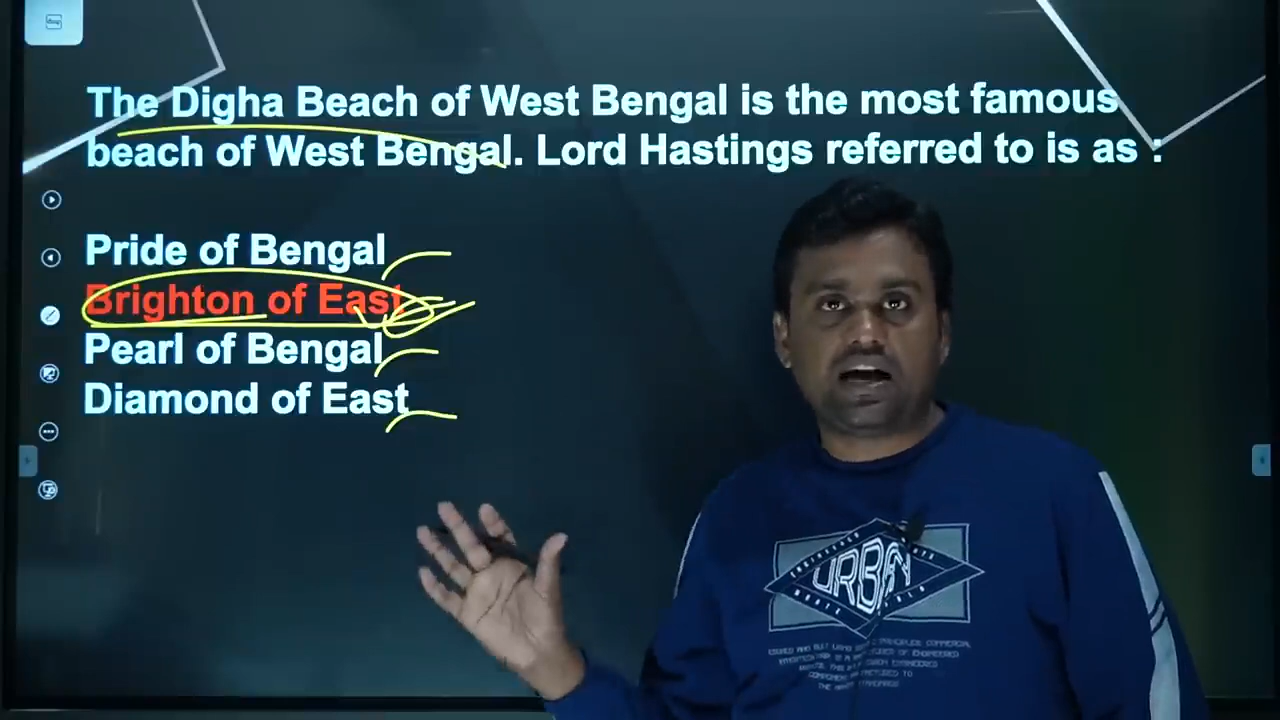 The Digha Beach of West Bengal is the most famous
beach of West Bengal. Lord Hastings referred to is as :
Pride of Bengal
Brighton of East
Pearl of Bengal
Diamond of East
URBAN